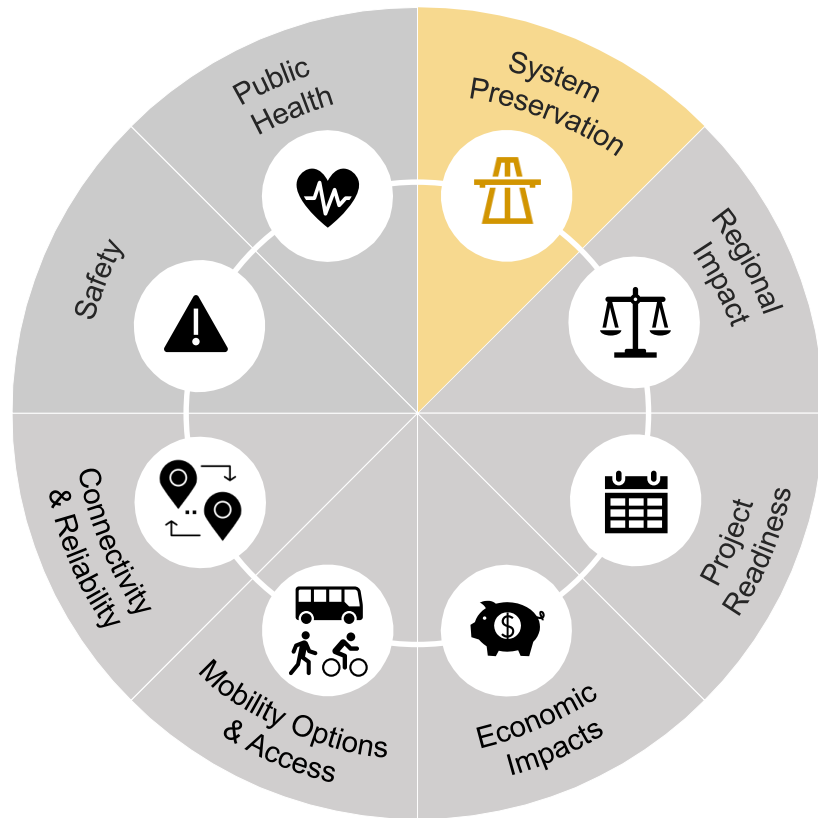 System
Preservation
Regional
Impact
Project
Readiness
Economic
Impacts
$
Mobility Options
& Access
Connectivity
& Reliability
Safety
Public
Health